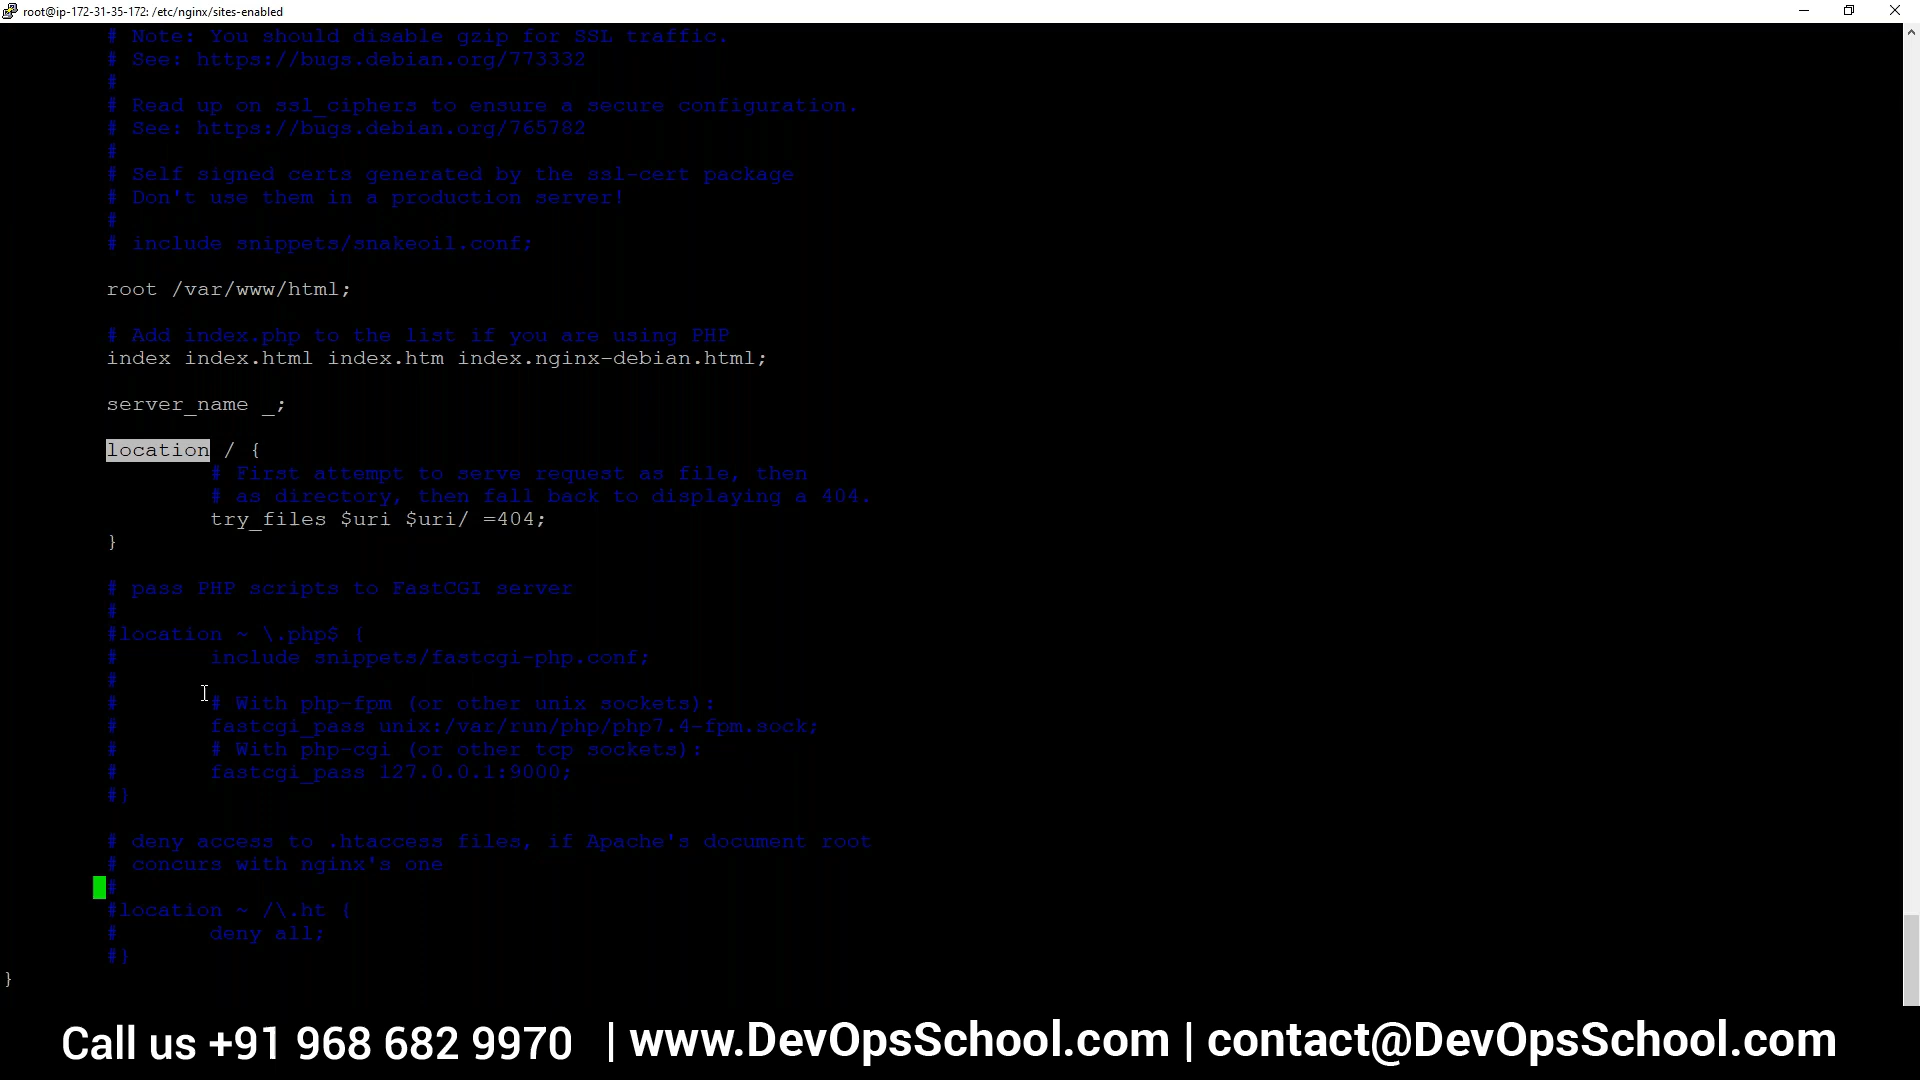 root@ip-172-31-35-172: /etc/nginx/sites-enabled
# Note: You should disable gzip for SSL traffic.
# See: https://bugs.debian.org/773332
#
# Read up on ssl_ciphers to ensure a secure configuration.
# See: https://bugs.debian.org/765782
#
# Self signed certs generated by the ssl-cert package
# Don't use them in a production server!
#
# include snippets/snakeoil.conf;
root /var/www/html;
# Add index.php to the list if you are using PHP
index index.html index.htm index.nginx-debian.html;
server_name _;
location / {
# First attempt to serve request as file, then
# as directory, then fall back to displaying a 404.
try_files $uri $uri/ =404;
}
# pass PHP scripts to FastCGI server
#
#location ~ \.php$ {
#       include snippets/fastcgi-php.conf;
#
#       # With php-fpm (or other unix sockets):
#       fastcgi_pass unix:/var/run/php/php7.4-fpm.sock;
#       # With php-cgi (or other tcp sockets):
#       fastcgi_pass 127.0.0.1:9000;
#}
# deny access to .htaccess files, if Apache's document root
# concurs with nginx's one
#
#location ~ /\.ht {
#       deny all;
#}
}
Call us +91 968 682 9970 | www.DevOpsSchool.com | contact@DevOpsSchool.com